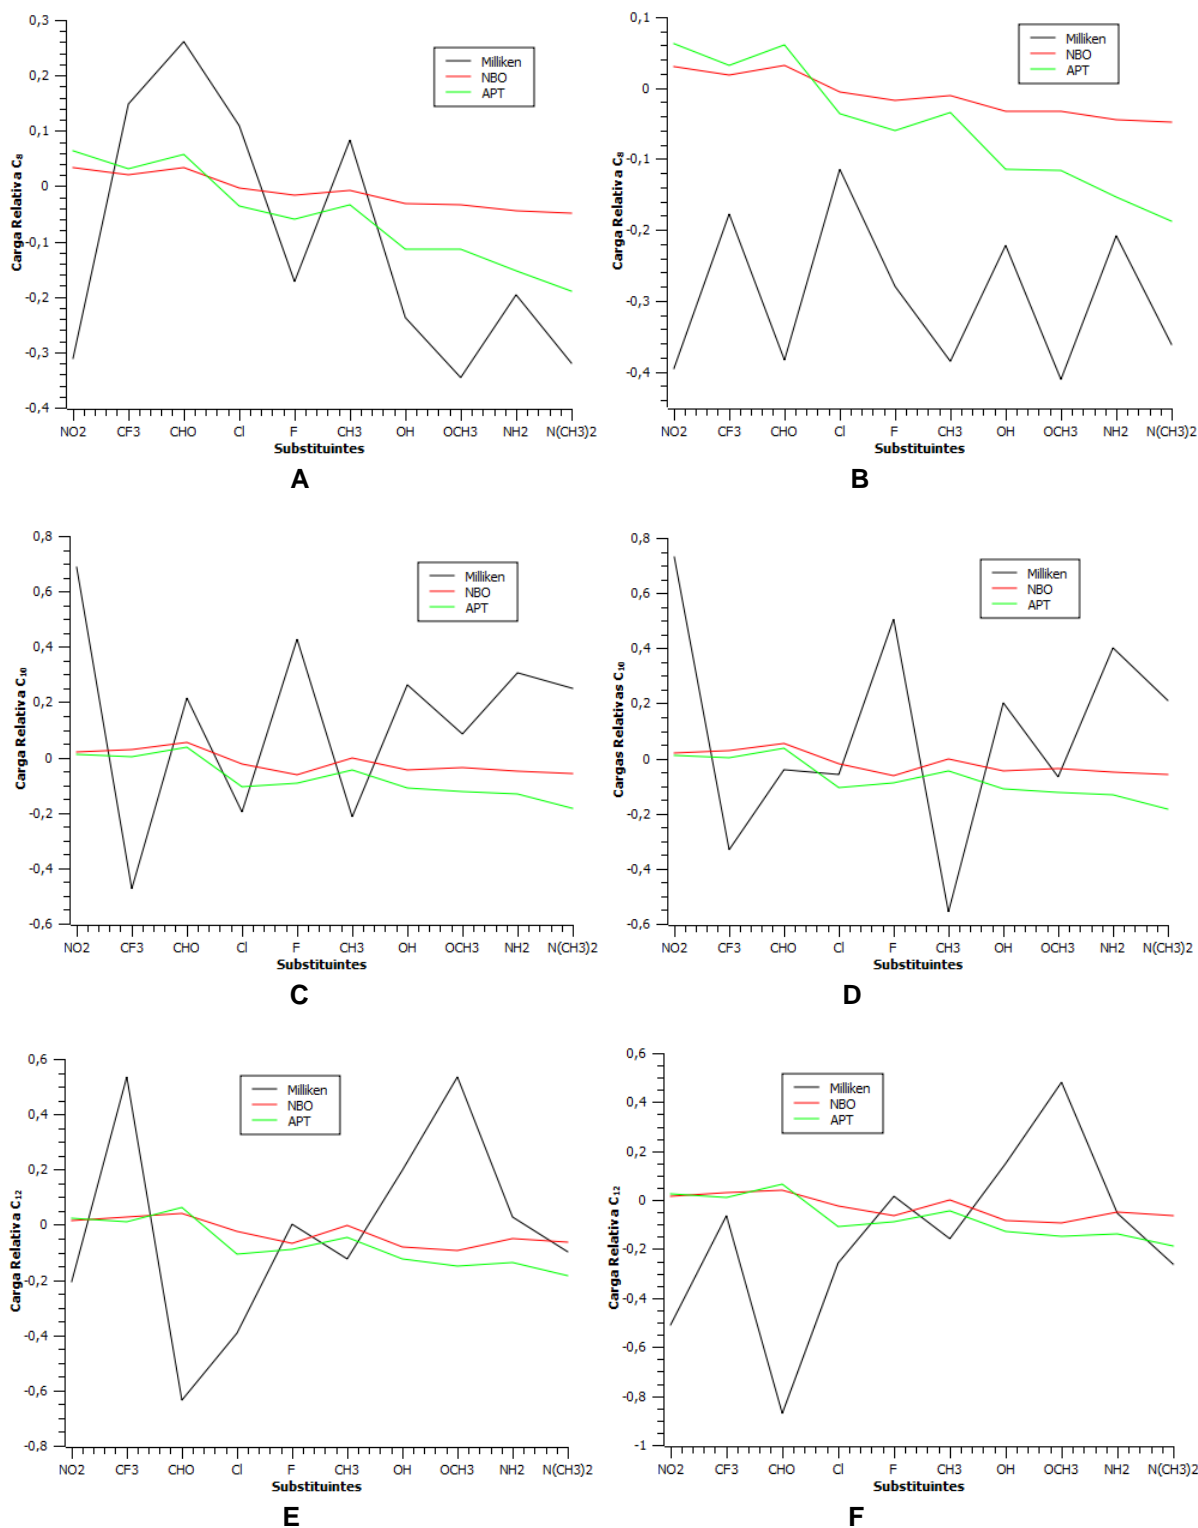 0,3
0,2
0,1
0
-0,1
-0,2
-0,3
-0,4
Carga Relativa C₈
Milliken
NBO
APT
NO2 CF3 CHO Cl F CH3 OH OCH3 NH2 N(CH3)2
Substituintes
A
0,1
0
-0,1
-0,2
-0,3
-0,4
Carga Relativa C₈
Milliken
NBO
APT
NO2 CF3 CHO Cl F CH3 OH OCH3 NH2 N(CH3)2
Substituintes
B
0,8
0,6
0,4
0,2
0
-0,2
-0,4
-0,6
Carga Relativa C₁₀
Milliken
NBO
APT
NO2 CF3 CHO Cl F CH3 OH OCH3 NH2 N(CH3)2
Substituintes
C
0,8
0,6
0,4
0,2
0
-0,2
-0,4
-0,6
Cargas Relativas C₁₀
Milliken
NBO
APT
NO2 CF3 CHO Cl F CH3 OH OCH3 NH2 N(CH3)2
Substituintes
D
0,6
0,4
0,2
0
-0,2
-0,4
-0,6
-0,8
Carga Relativa C₁₂
Milliken
NBO
APT
NO2 CF3 CHO Cl F CH3 OH OCH3 NH2 N(CH3)2
Substituintes
E
0,6
0,4
0,2
0
-0,2
-0,4
-0,6
-0,8
-1
Carga Relativa C₁₂
Milliken
NBO
APT
NO2 CF3 CHO Cl F CH3 OH OCH3 NH2 N(CH3)2
Substituintes
F